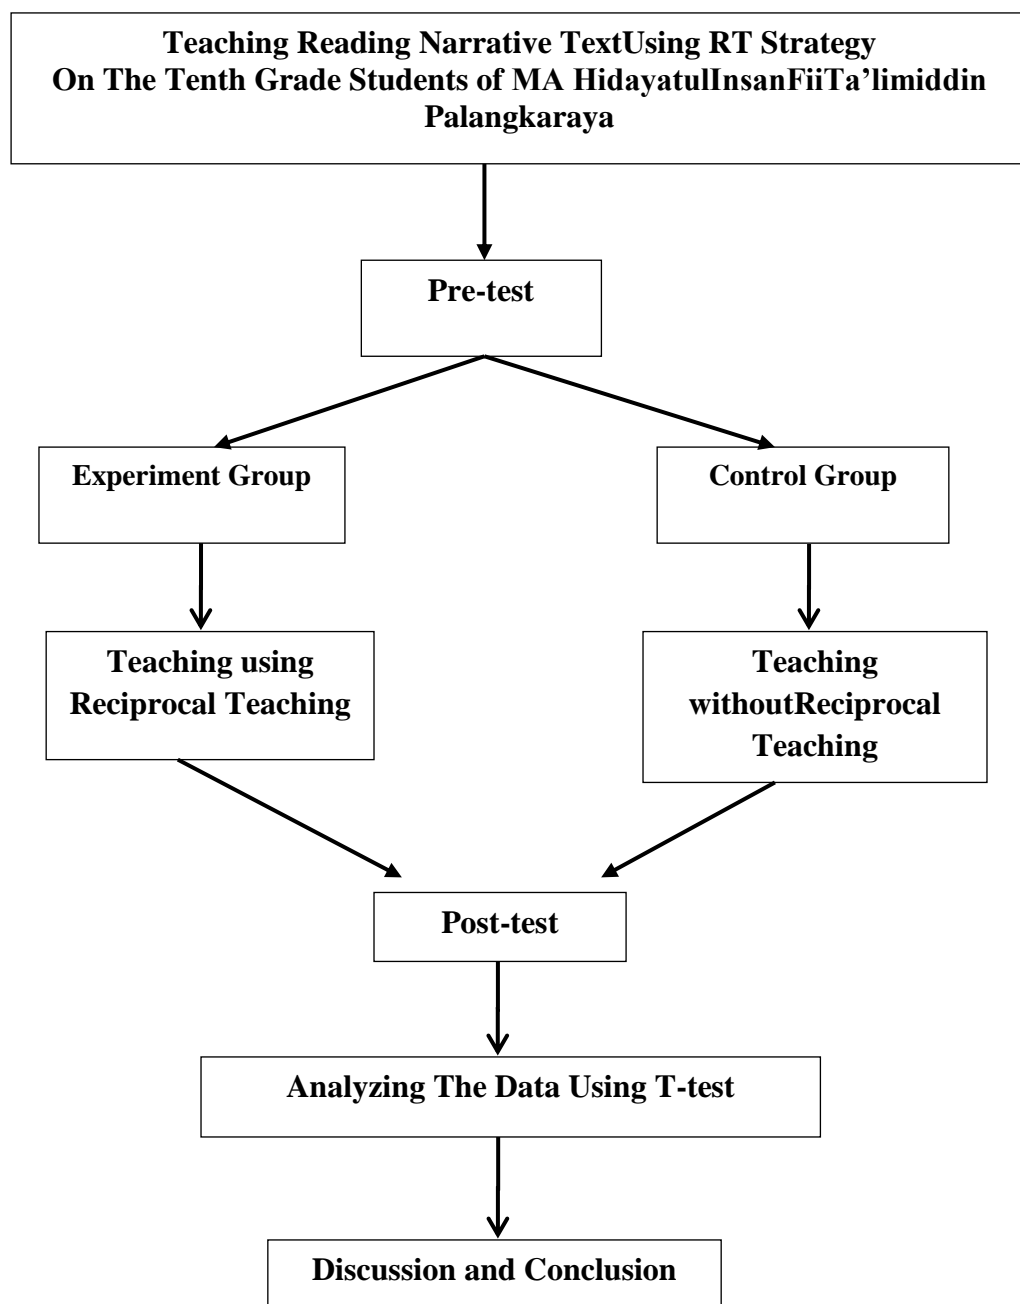 Teaching Reading Narrative TextUsing RT Strategy
On The Tenth Grade Students of MA HidayatulInsanFiiTa’limiddin
Palangkaraya
Pre-test
Experiment Group
Control Group
Teaching using
Reciprocal Teaching
Teaching
withoutReciprocal
Teaching
Post-test
Analyzing The Data Using T-test
Discussion and Conclusion